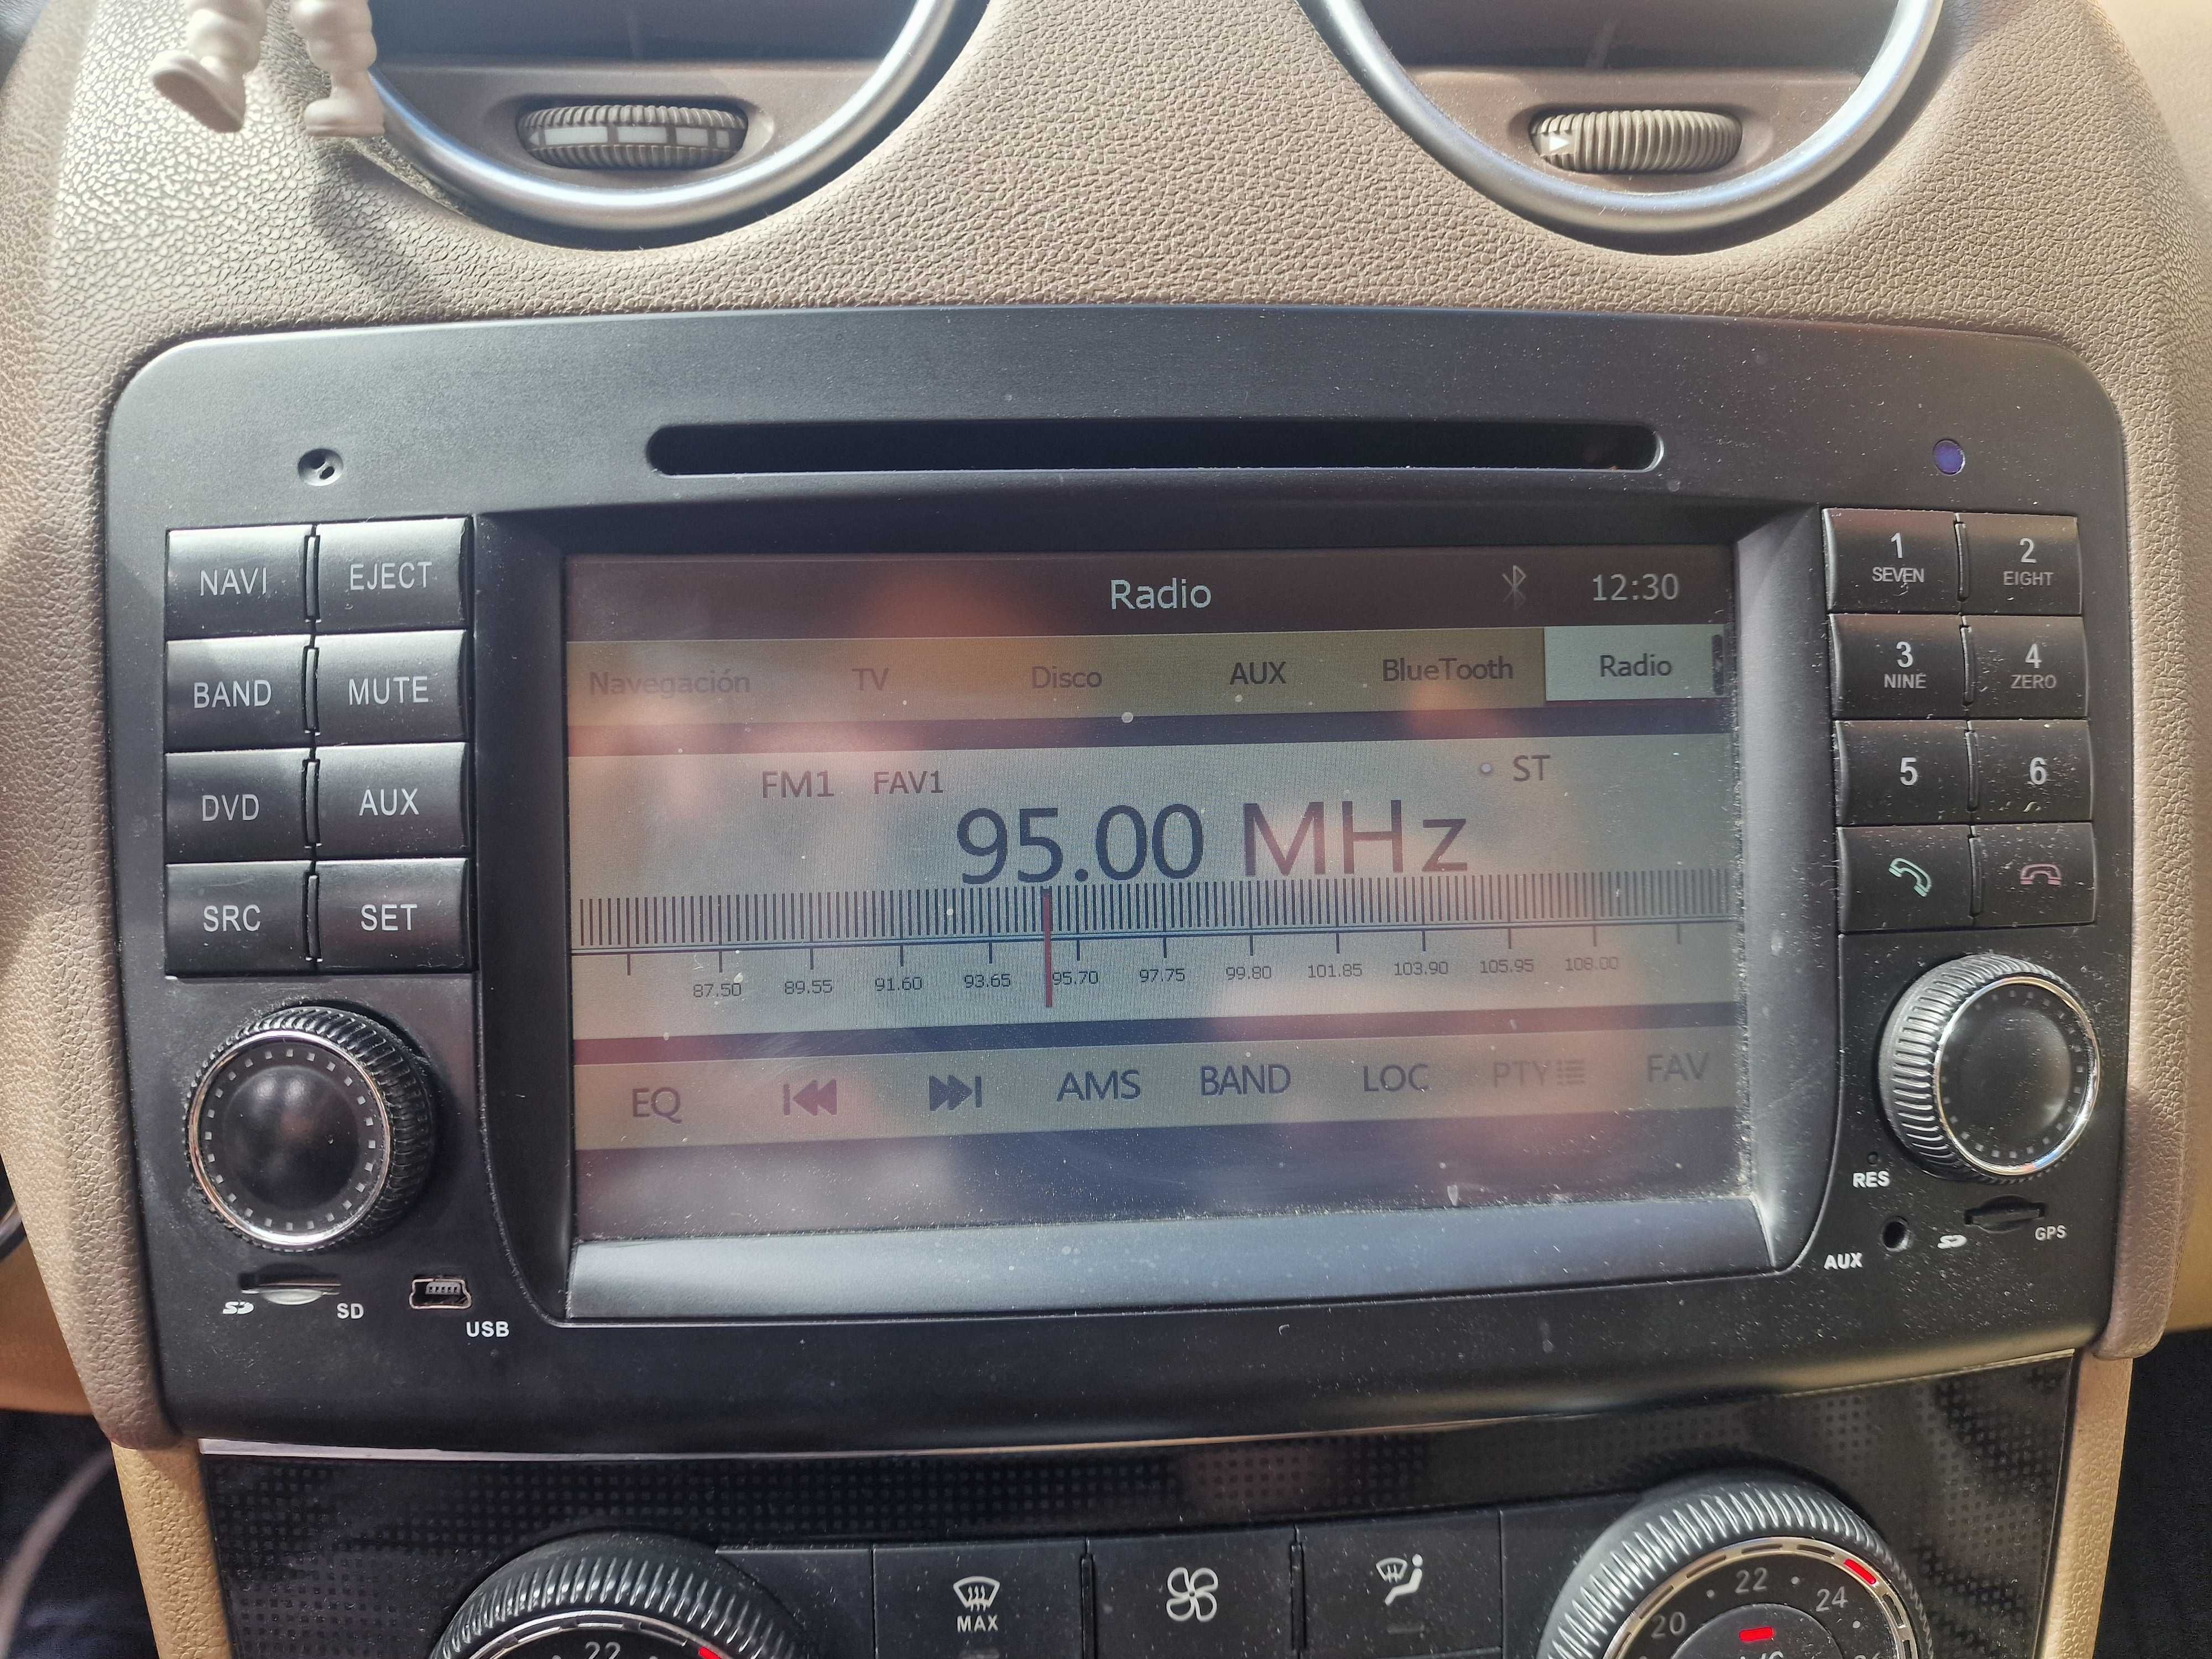 NAVI EJECT
BAND MUTE
DVD AUX
SRC SET
SD
USB
Radio 12:30
Navegación TV Disco AUX BlueTooth Radio
FM1 FAV1 ST
95.00 MHz
87.50 89.55 91.60 93.65 95.70 97.75 99.80 101.85 103.90 105.95 108.00
EQ AMS BAND LOC PTY FAV
1 2
SEVEN EIGHT
3 4
NINE ZERO
5 6
RES
AUX
GPS
MAX
22
20 22 24